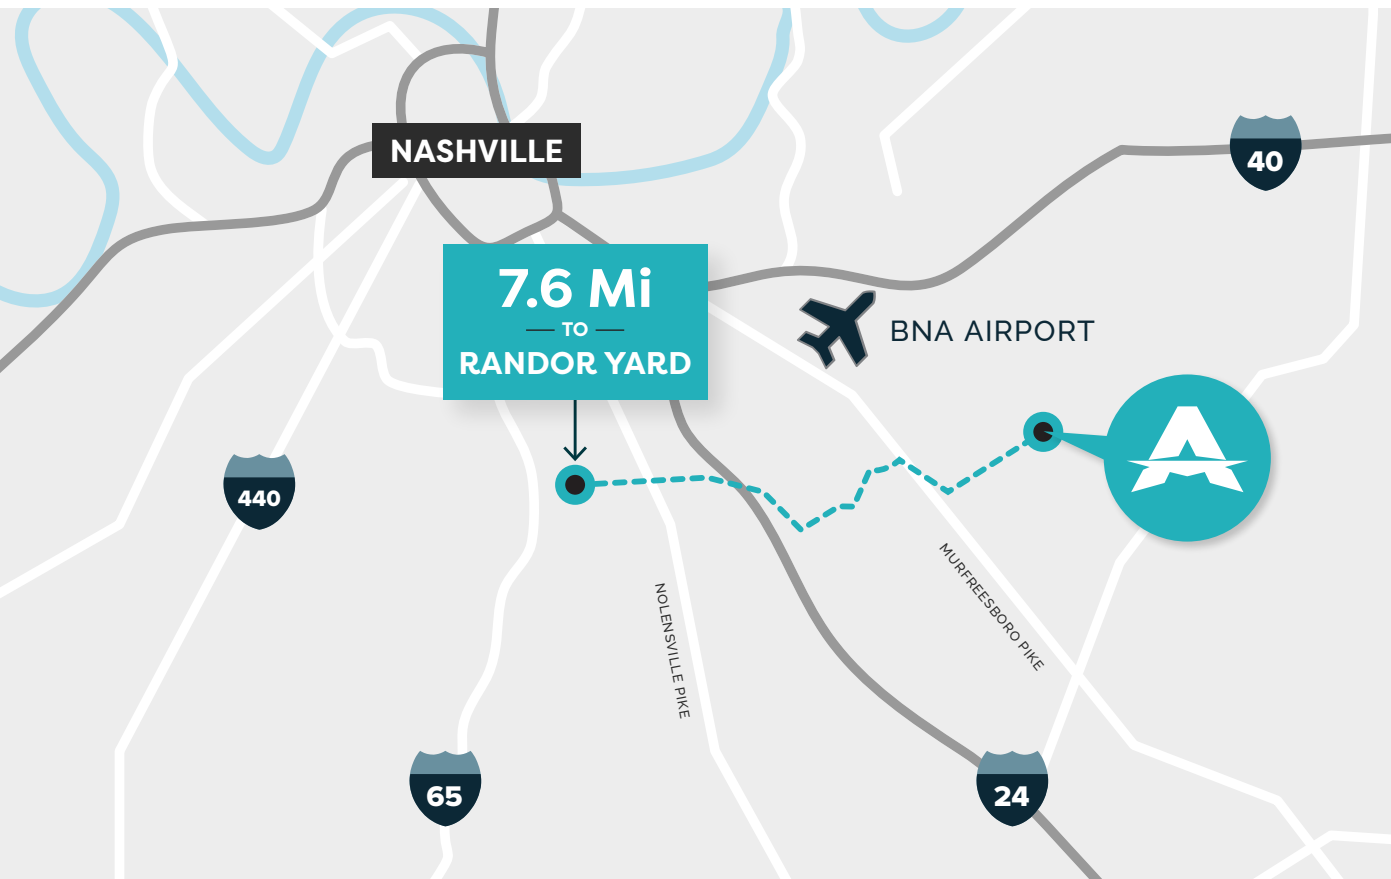 NASHVILLE
40
7.6 Mi
TO
RANDOR YARD
BNA AIRPORT
440
MURFREESBORO PIKE
NOLENSVILLE PIKE
65
24